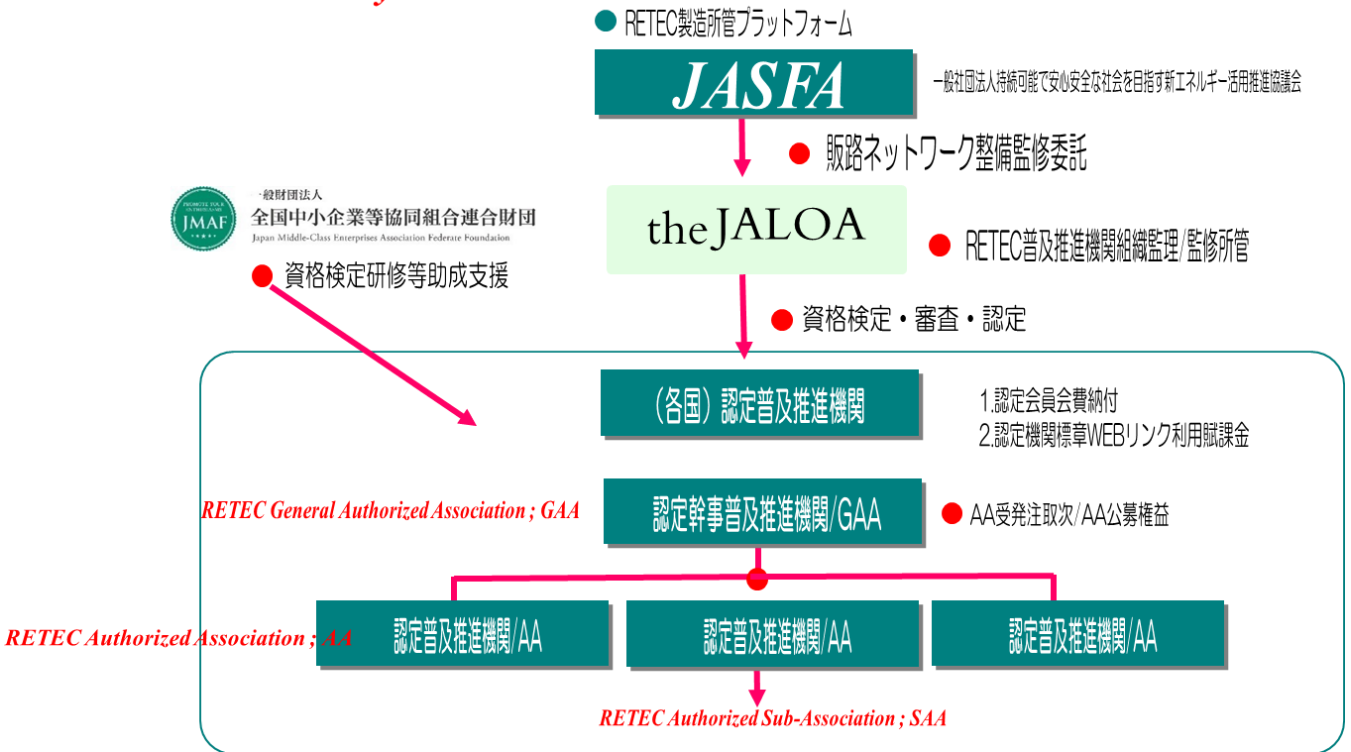 ● RETEC製造所管プラットフォーム
JASFA
一般社団法人持続可能で安心安全な社会を目指す新エネルギー活用推進協議会
● 販路ネットワーク整備監修委託
JMAF
一般財団法人
全国中小企業等協同組合連合財団
Japan Middle-Class Enterprises Association Federate Foundation
the JALOA
● RETEC普及推進機関組織監理/監修所管
● 資格検定研修等助成支援
● 資格検定・審査・認定
（各国）認定普及推進機関
1.認定会員会費納付
2.認定機関標章WEBリンク利用賦課金
RETEC General Authorized Association ; GAA
認定幹事普及推進機関/GAA
● AA受発注取次/AA公募権益
RETEC Authorized Association ; AA
認定普及推進機関/AA
認定普及推進機関/AA
認定普及推進機関/AA
RETEC Authorized Sub-Association ; SAA